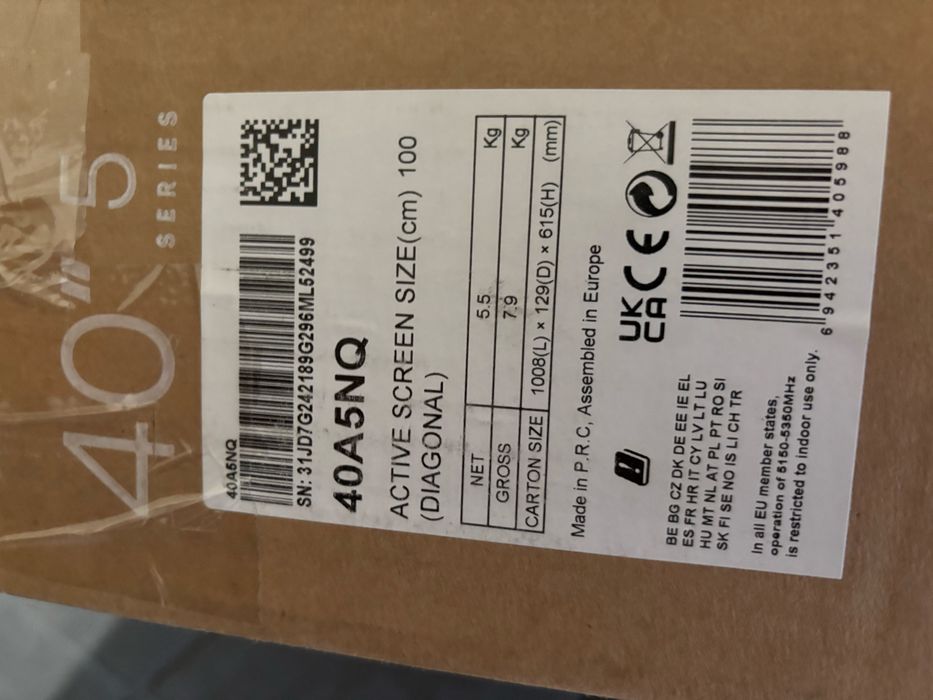 40" 5
SERIES
40A5NQ
SN: 31JD7G242189G296ML52499
40A5NQ
ACTIVE SCREEN SIZE(cm) 100
(DIAGONAL)
NET 5.5 Kg
GROSS 7.9 Kg
CARTON SIZE 1008(L) × 129(D) × 615(H) (mm)
Made in P.R.C, Assembled in Europe
UK
CA CE
BE BG CZ DK DE EE IE EL
ES FR HR IT CY LV LT LU
HU MT NL AT PL PT RO SI
SK FI SE NO IS LI CH TR
In all EU member states,
operation of 5150-5350MHz
is restricted to indoor use only.
6 942351 405988